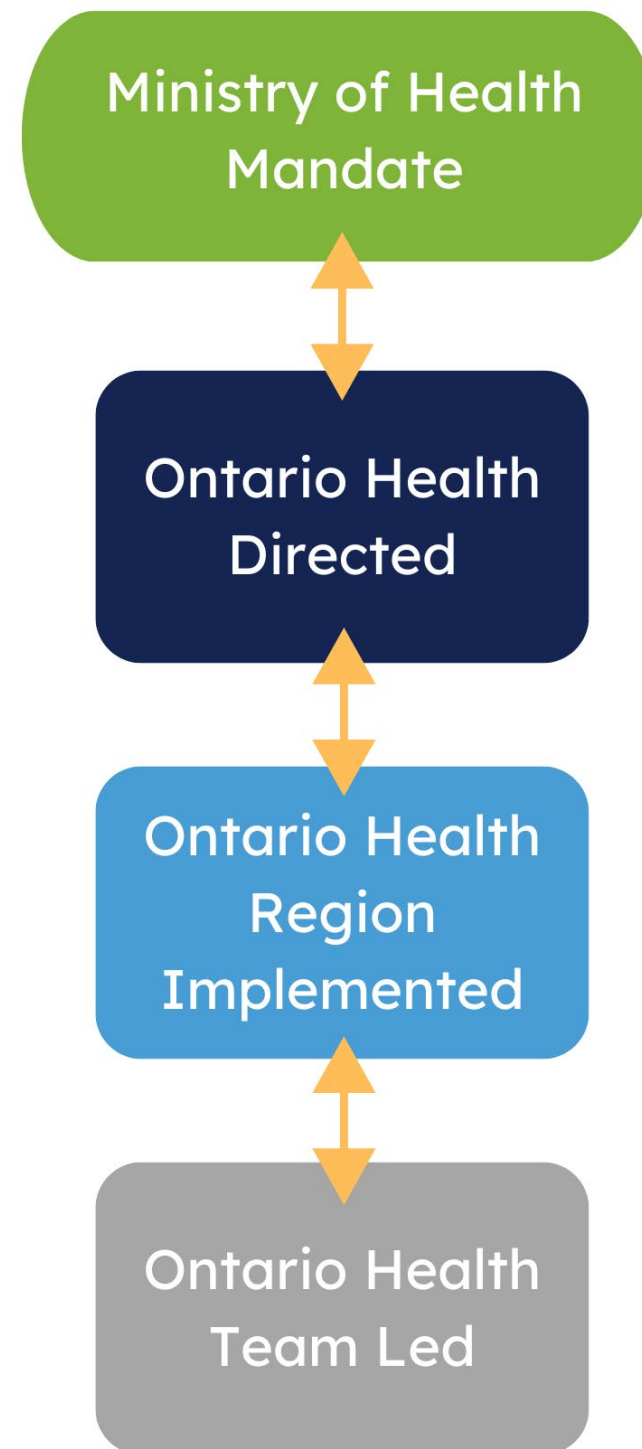 Ministry of Health
Mandate
Ontario Health
Directed
Ontario Health
Region
Implemented
Ontario Health
Team Led